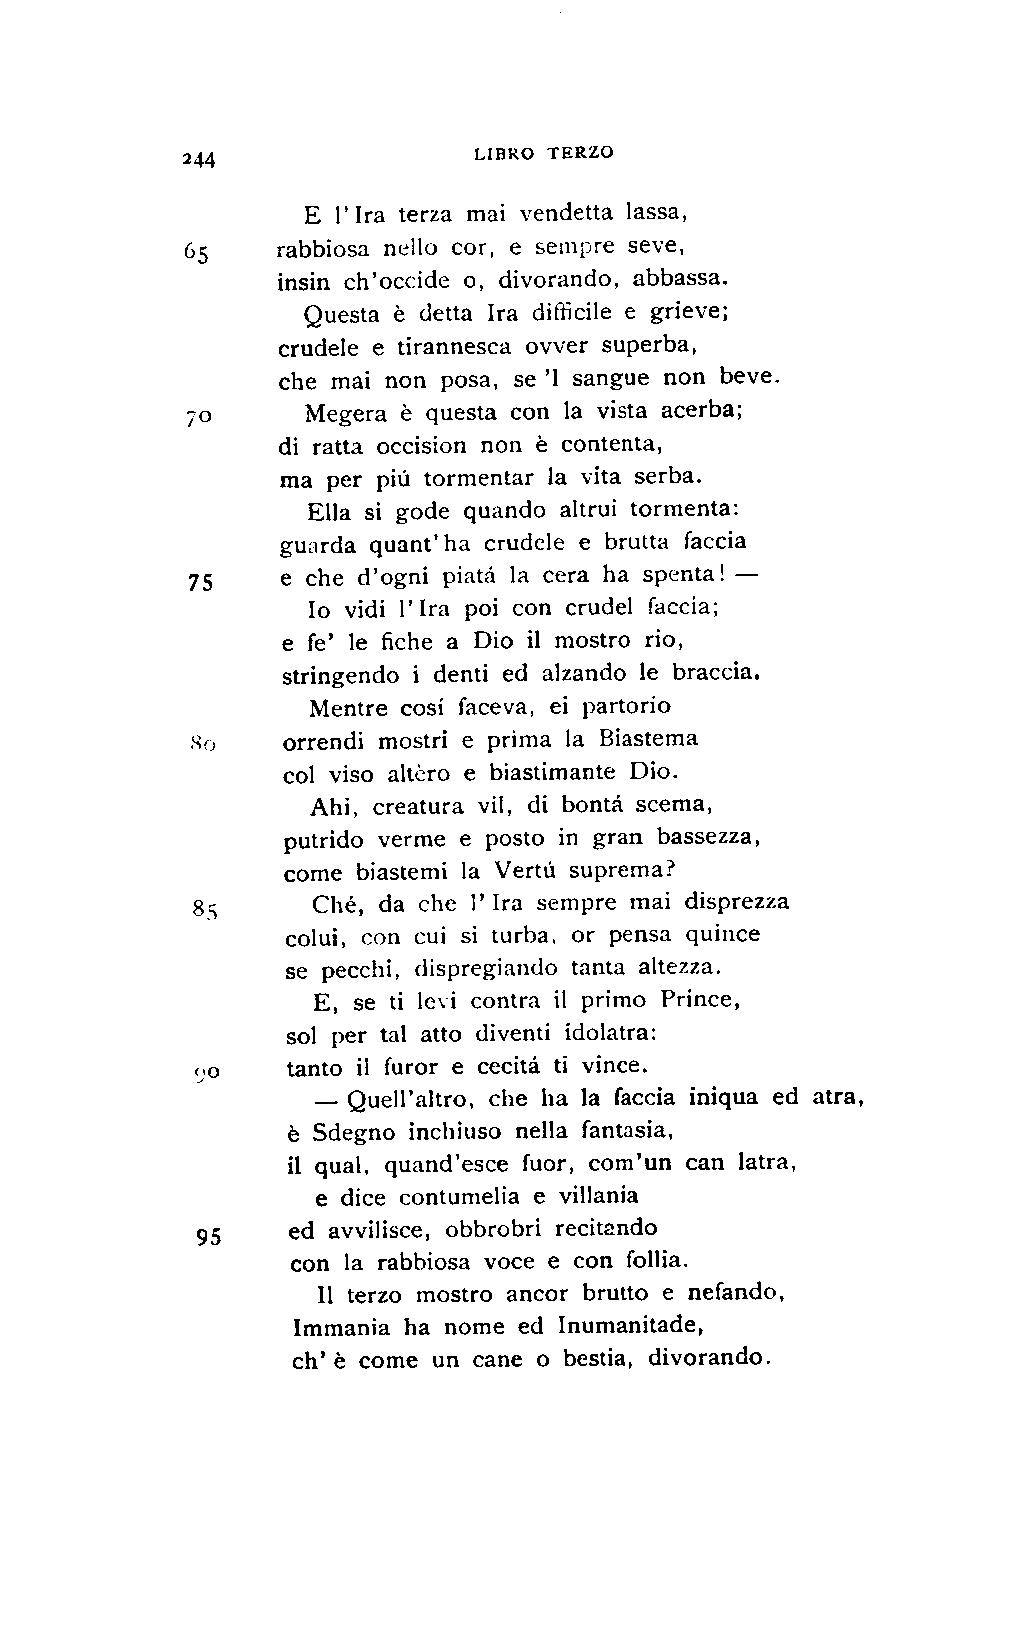 244 LIBRO TERZO
E l'Ira terza mai vendetta lassa,
65 rabbiosa nello cor, e sempre seve,
insin ch'occide o, divorando, abbassa.
Questa è detta Ira difficile e grieve;
crudele e tirannesca ovver superba,
che mai non posa, se 'l sangue non beve.
70 Megera è questa con la vista acerba;
di ratta occision non è contenta,
ma per piú tormentar la vita serba.
Ella si gode quando altrui tormenta:
guarda quant'ha crudele e brutta faccia
75 e che d'ogni piatá la cera ha spenta! —
Io vidi l'Ira poi con crudel faccia;
e fe' le fiche a Dio il mostro rio,
stringendo i denti ed alzando le braccia.
Mentre cosí faceva, ei partorio
80 orrendi mostri e prima la Biastema
col viso altèro e biastimante Dio.
Ahi, creatura vil, di bontá scema,
putrido verme e posto in gran bassezza,
come biastemi la Vertú suprema?
85 Ché, da che l'Ira sempre mai disprezza
colui, con cui si turba, or pensa quince
se pecchi, dispregiando tanta altezza.
E, se ti levi contra il primo Prince,
sol per tal atto diventi idolatra:
90 tanto il furor e cecitá ti vince.
— Quell'altro, che ha la faccia iniqua ed atra,
è Sdegno inchiuso nella fantasia,
il qual, quand'esce fuor, com'un can latra,
e dice contumelia e villania
95 ed avvilisce, obbrobri recitando
con la rabbiosa voce e con follia.
Il terzo mostro ancor brutto e nefando,
Immania ha nome ed Inumanitade,
ch'è come un cane o bestia, divorando.